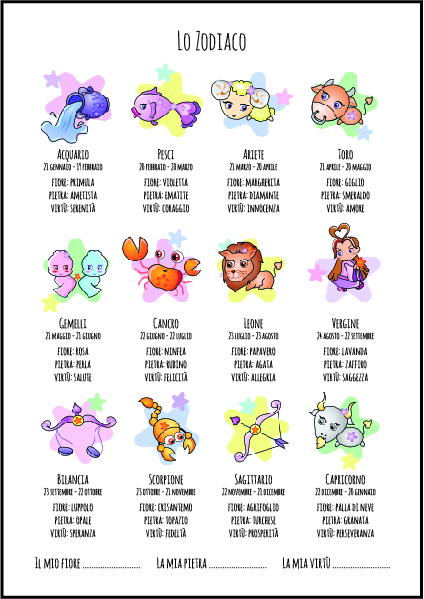 Lo Zodiaco
Acquario
21 gennaio - 19 febbraio
fiore: primula
pietra: ametista
virtù: serenità
Pesci
20 febbraio - 20 marzo
fiore: violetta
pietra: ematite
virtù: coraggio
Ariete
21 marzo - 20 aprile
fiore: margherita
pietra: diamante
virtù: innocenza
Toro
21 aprile - 20 maggio
fiore: giglio
pietra: smeraldo
virtù: amore
Gemelli
21 maggio - 21 giugno
fiore: rosa
pietra: perla
virtù: salute
Cancro
22 giugno - 22 luglio
fiore: ninfea
pietra: rubino
virtù: felicità
Leone
23 luglio - 23 agosto
fiore: papavero
pietra: agata
virtù: allegria
Vergine
24 agosto - 22 settembre
fiore: lavanda
pietra: zaffiro
virtù: saggezza
Bilancia
23 settembre - 22 ottobre
fiore: luppolo
pietra: opale
virtù: speranza
Scorpione
23 ottobre - 21 novembre
fiore: crisantemo
pietra: topazio
virtù: fedeltà
Sagittario
22 novembre - 21 dicembre
fiore: agrifoglio
pietra: turchese
virtù: prosperità
Capricorno
22 dicembre - 20 gennaio
fiore: palla di neve
pietra: granata
virtù: perseveranza
Il mio fiore ............................ La mia pietra ............................ La mia virtù ............................